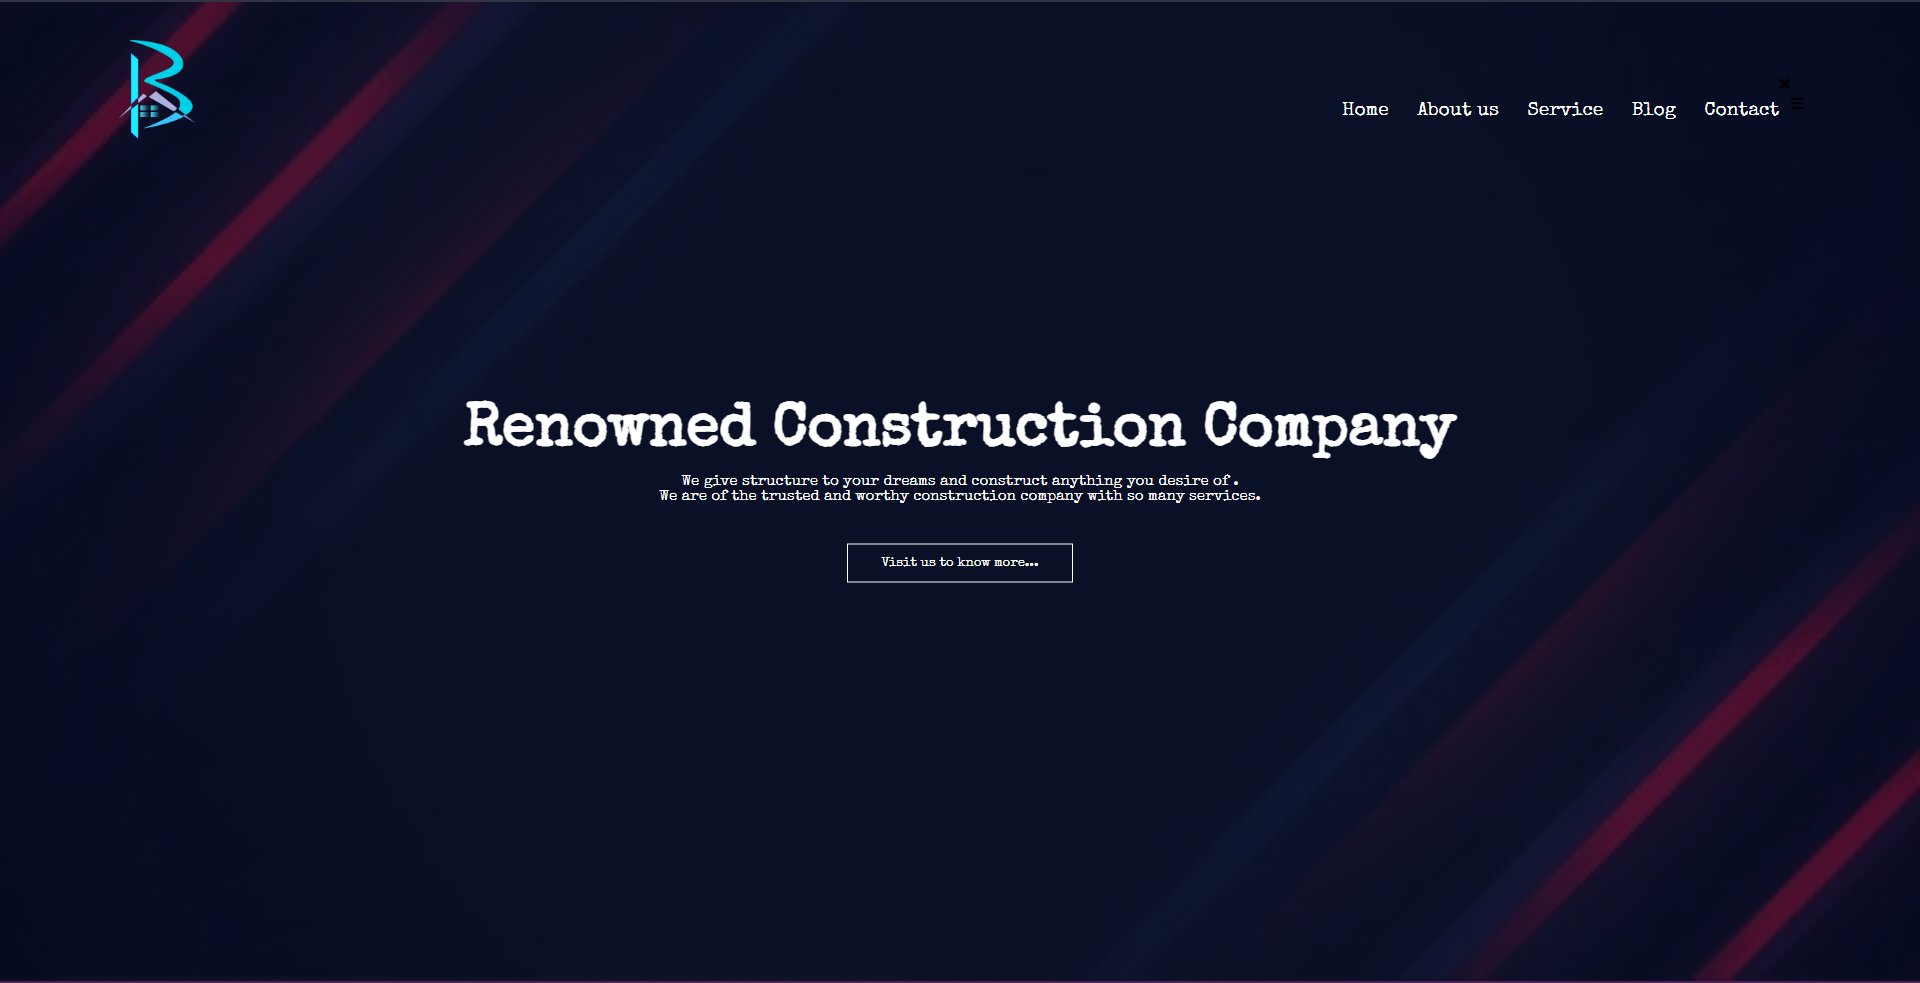 Home About us Service Blog Contact
Renowned Construction Company
We give structure to your dreams and construct anything you desire of .
We are of the trusted and worthy construction company with so many services.
Visit us to know more...